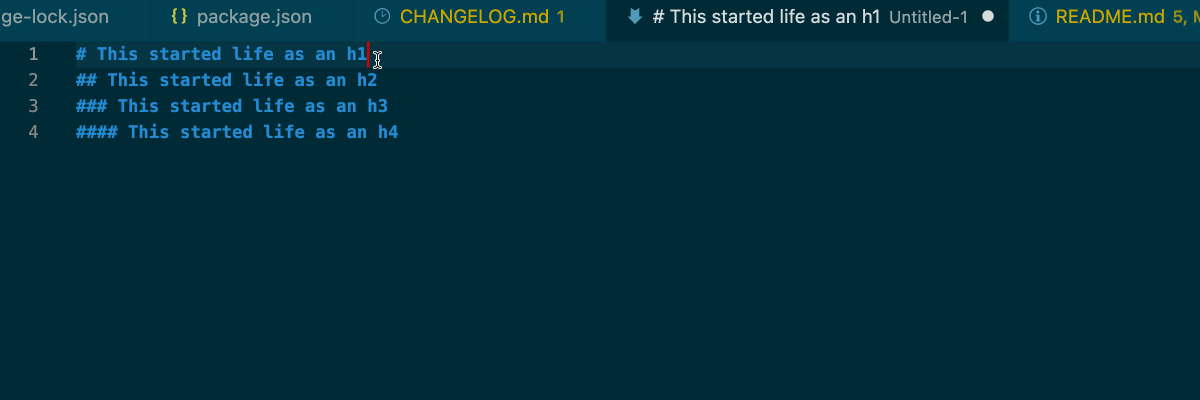 ge-lock.json {} package.json CHANGELOG.md 1 # This started life as an h1 Untitled-1 README.md 5, M
1 # This started life as an h1
2 ## This started life as an h2
3 ### This started life as an h3
4 #### This started life as an h4